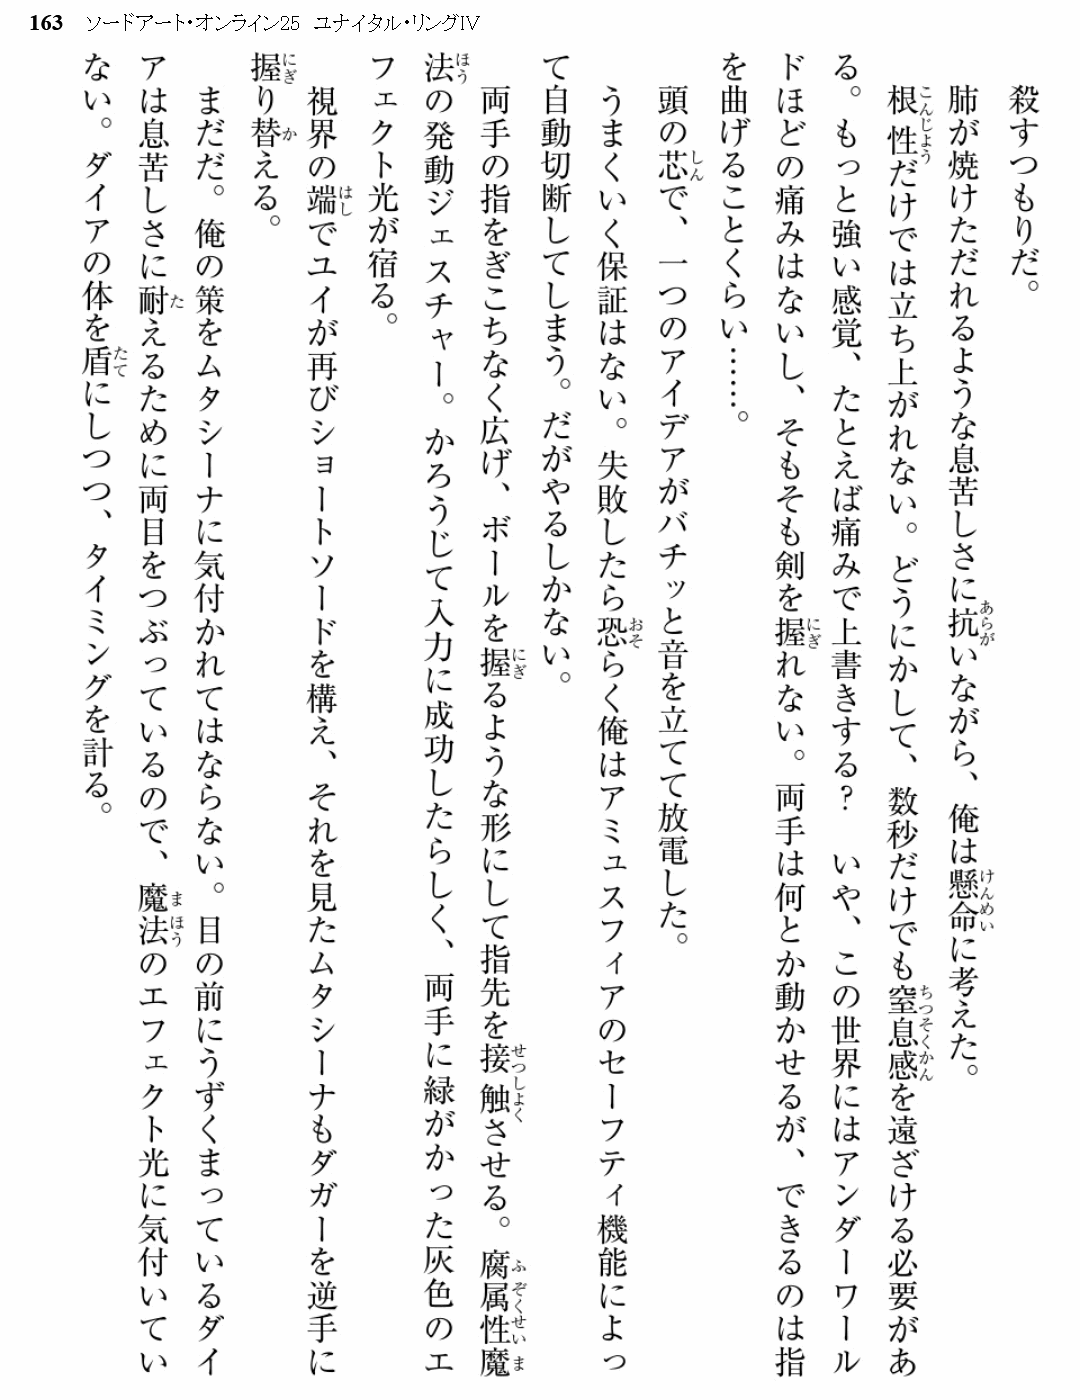 163 ソードアート・オンライン25 ユナイタル・リングIV
殺すつもりだ。
肺が焼けただれるような息苦しさに抗いながら、俺は懸命に考えた。
根性だけでは立ち上がれない。どうにかして、数秒だけでも窒息感を遠ざける必要があ
る。もっと強い感覚、たとえば痛みで上書きする？　いや、この世界にはアンダーワール
ドほどの痛みはないし、そもそも剣を握れない。両手は何とか動かせるが、できるのは指
を曲げることくらい……。
頭の芯で、一つのアイデアがバチッと音を立てて放電した。
うまくいく保証はない。失敗したら恐らく俺はアミュスフィアのセーフティ機能によっ
て自動切断してしまう。だがやるしかない。
両手の指をぎこちなく広げ、ボールを握るような形にして指先を接触させる。腐属性魔
法の発動ジェスチャー。かろうじて入力に成功したらしく、両手に緑がかった灰色のエ
フェクト光が宿る。
視界の端でユイが再びショートソードを構え、それを見たムタシーナもダガーを逆手に
握り替える。
まだだ。俺の策をムタシーナに気付かれてはならない。目の前にうずくまっているダイ
アは息苦しさに耐えるために両目をつぶっているので、魔法のエフェクト光に気付いてい
ない。ダイアの体を盾にしつつ、タイミングを計る。